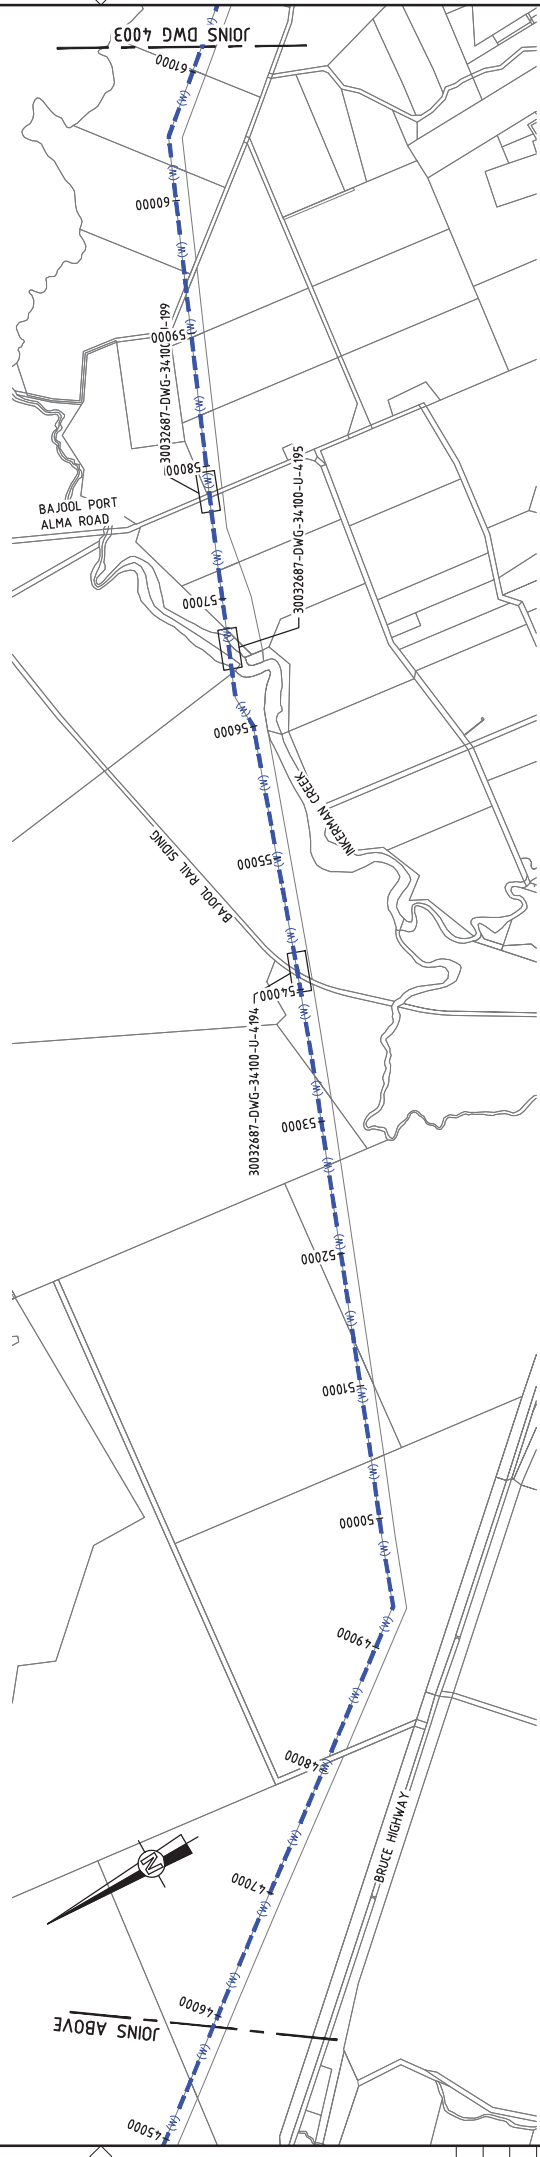 JOINS DWG 4003
61000
(W)
(W)
60000
(W)
59000
(W)
30032687-DWG-34100-
-199
(W)
58000
(W)
BAJOOL PORT
ALMA ROAD
30032687-DWG-34100-U-4195
(W)
57000
(W)
(W)
56000
(W)
INKERMAN CREEK
55000
(W)
BAJOOL RAIL SIDING
(W)
54000
(W)
30032687-DWG-34100-U-4194
(W)
53000
(W)
52000
(W)
(W)
51000
(W)
(W)
50000
(W)
49000
(W)
(W)
48000
(W)
(W)
BRUCE HIGHWAY
N
47000
(W)
(W)
46000
JOINS ABOVE
(W)
45000
(W)